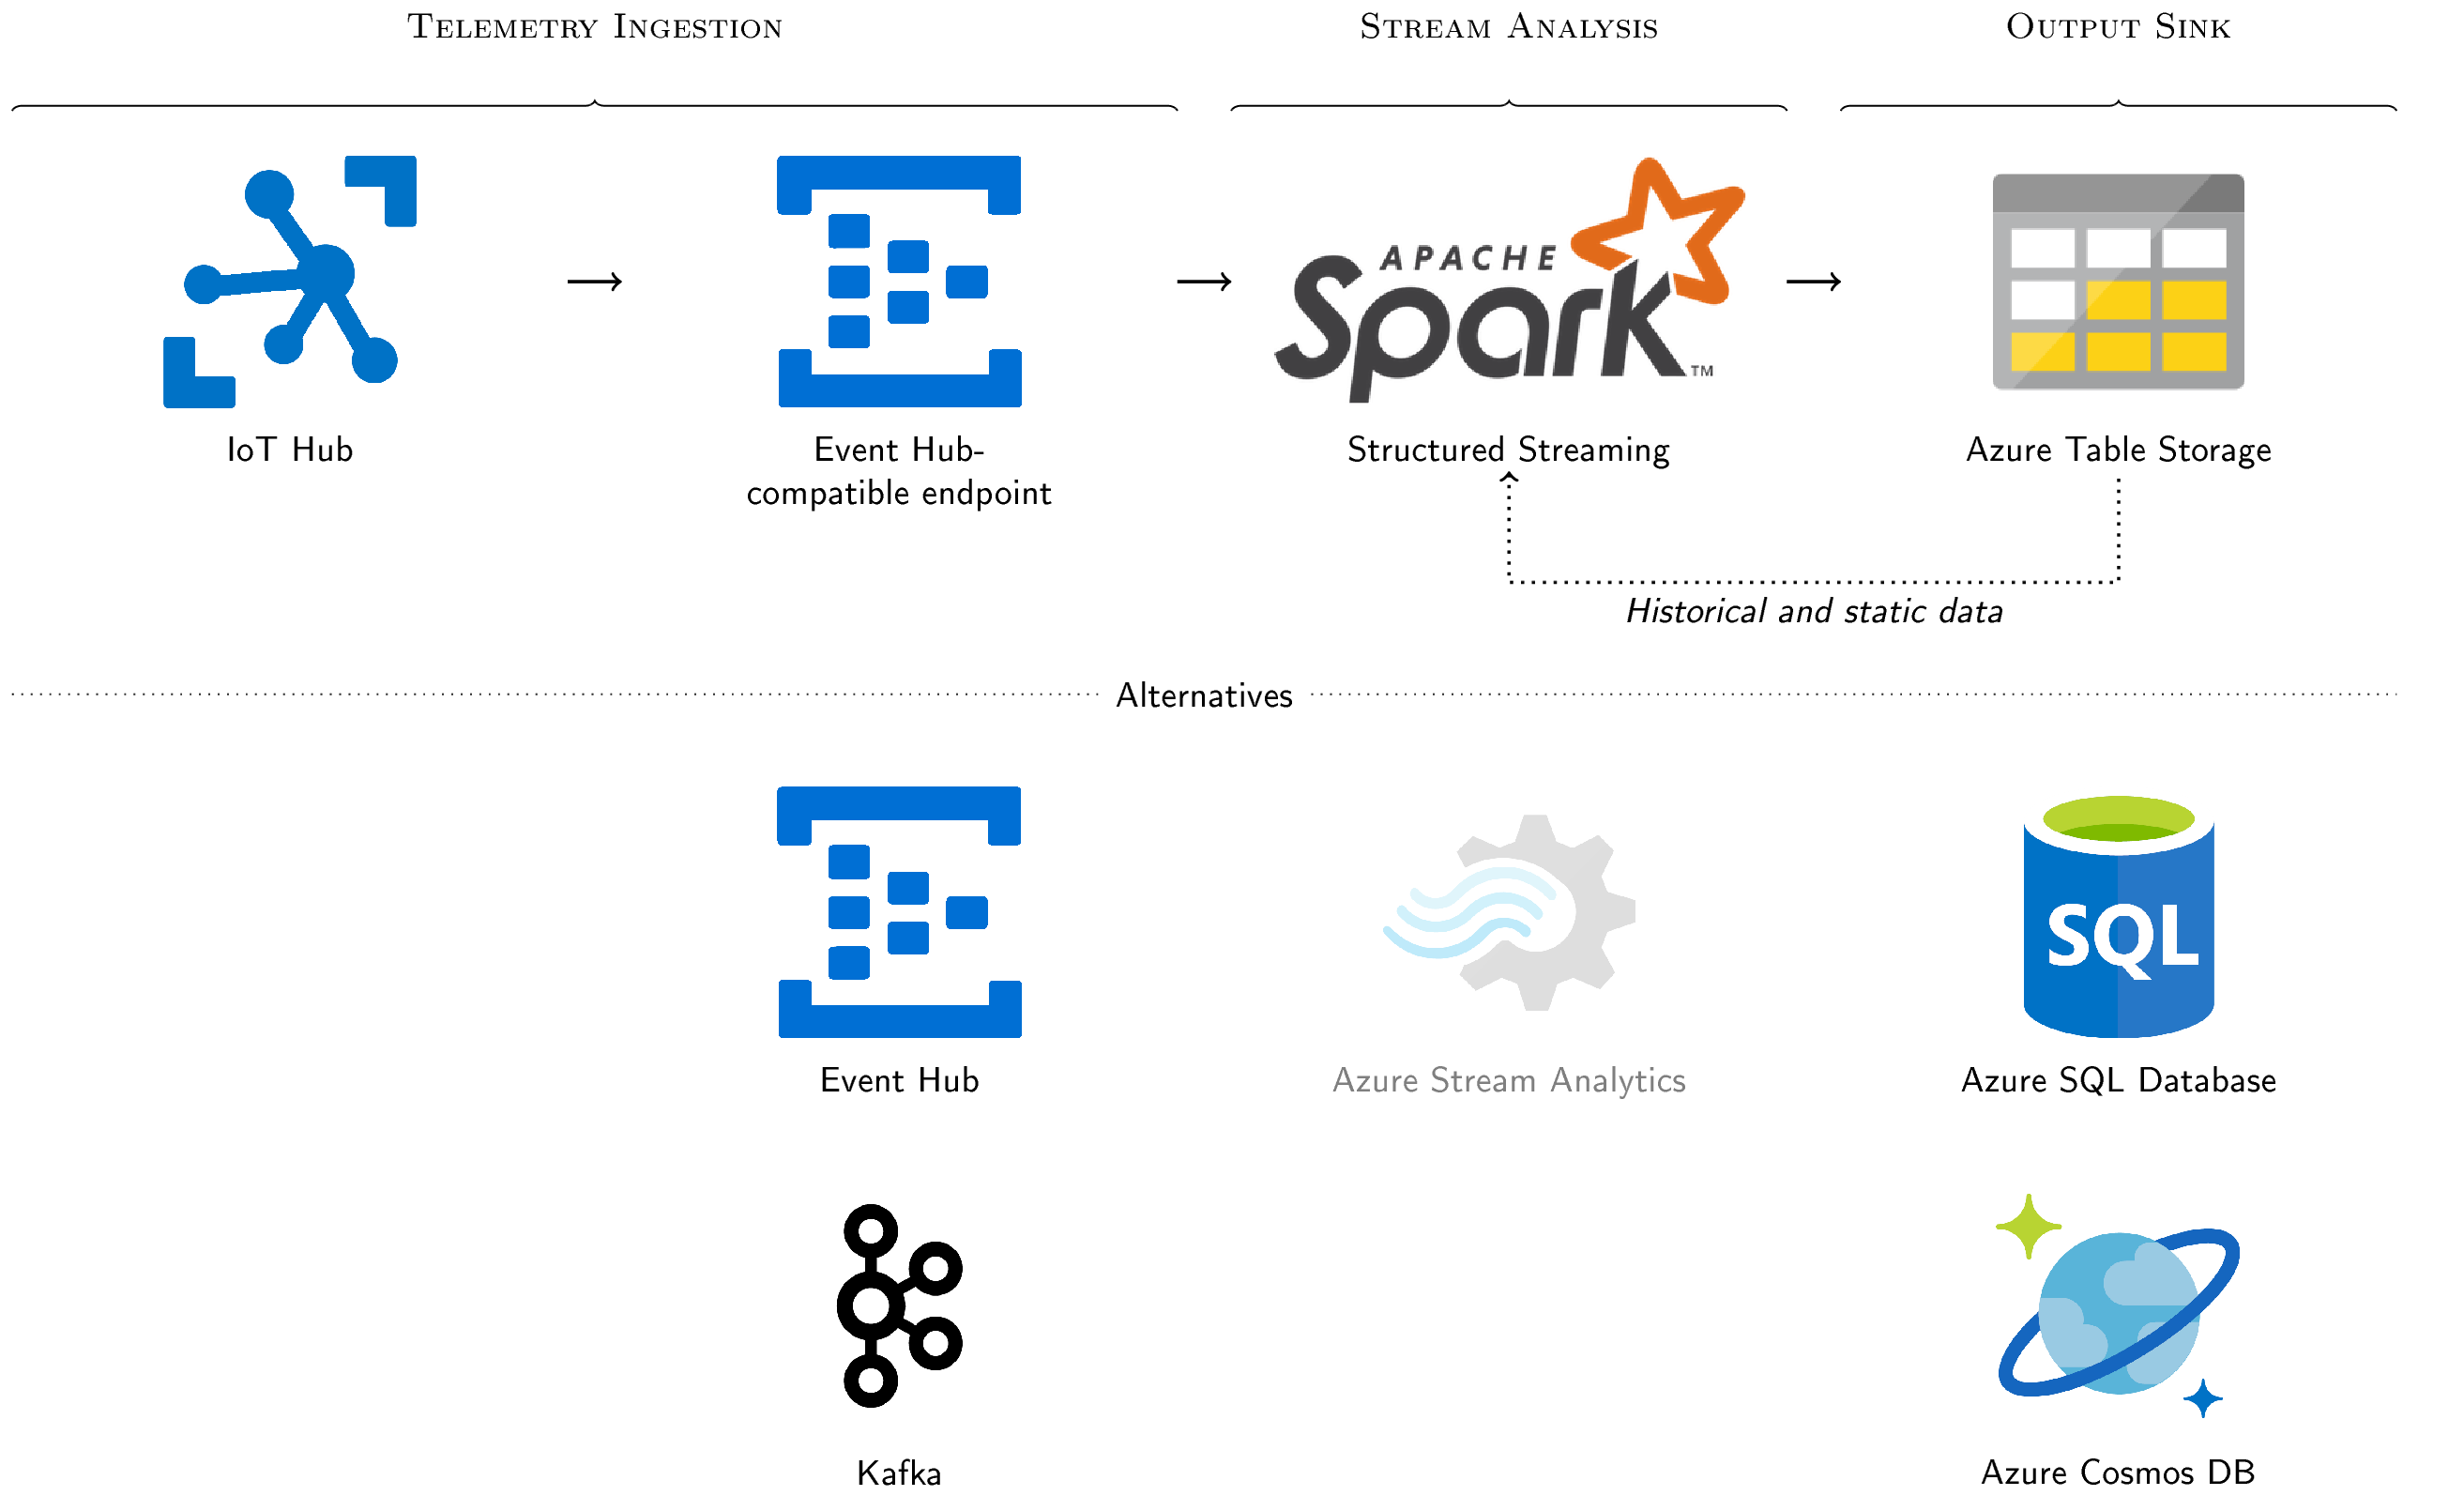 Telemetry Ingestion
Stream Analysis
Output Sink
APACHE
Spark™
IoT Hub
Event Hub-
compatible endpoint
Structured Streaming
Azure Table Storage
Historical and static data
Alternatives
SQL
Event Hub
Azure Stream Analytics
Azure SQL Database
Kafka
Azure Cosmos DB